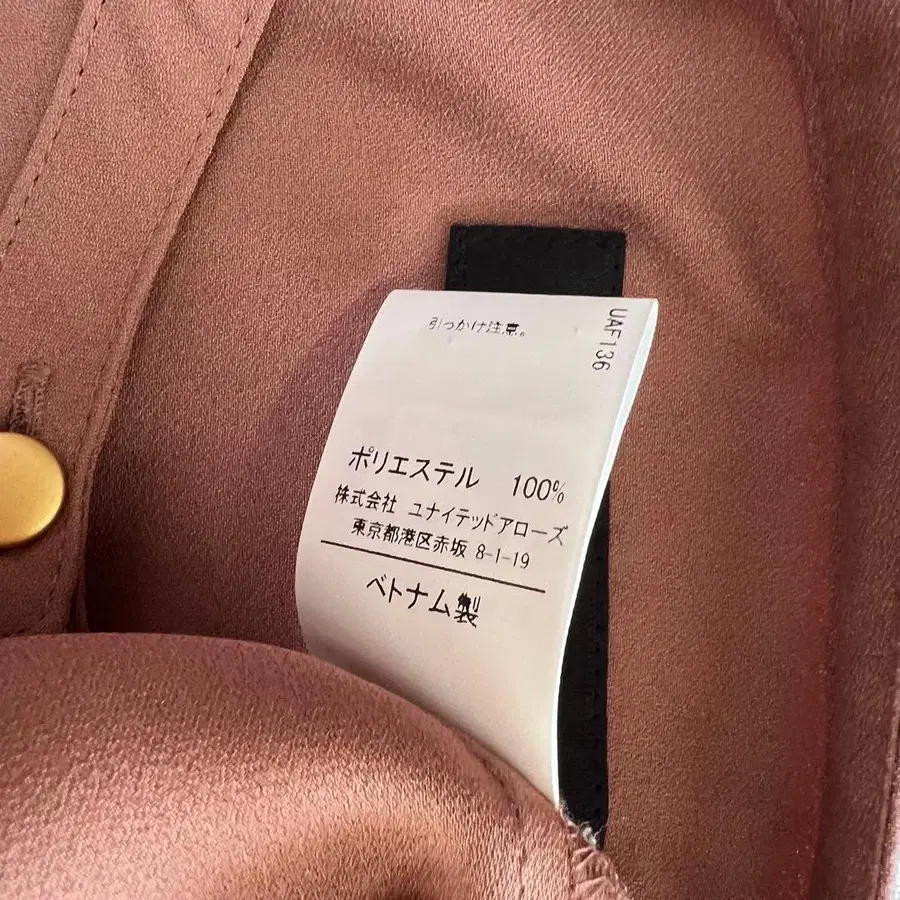 引っかけ注意。
UAF136
ポリエステル 100%
株式会社 ユナイテッドアローズ
東京都港区赤坂 8-1-19
ベトナム製